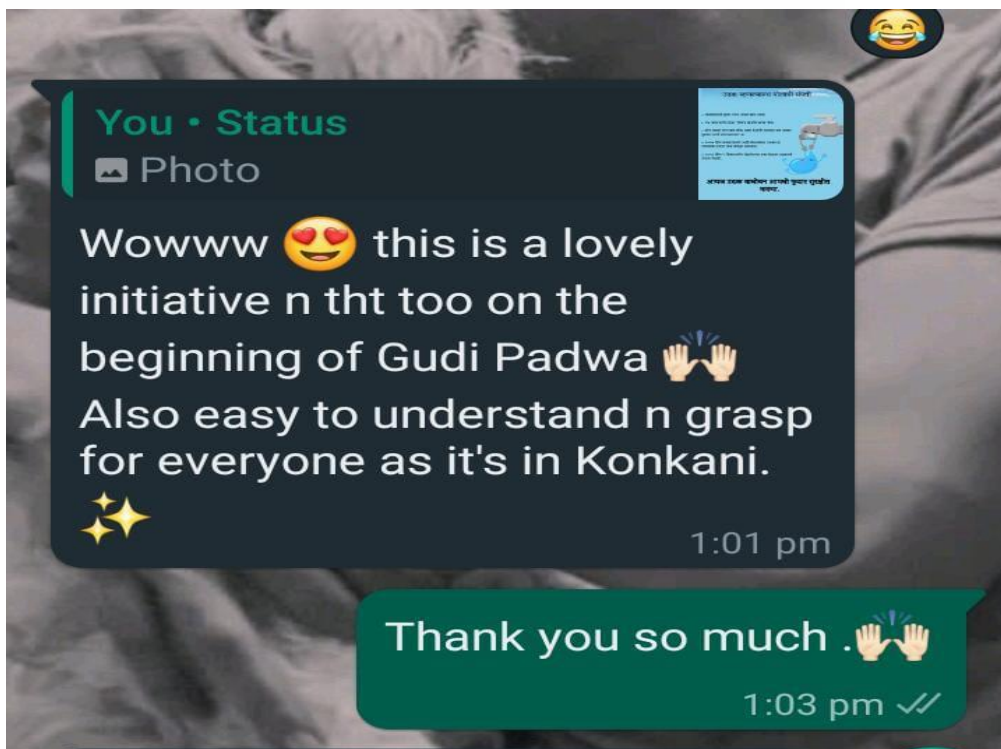 You • Status
Photo
Wowww 😍 this is a lovely
initiative n tht too on the
beginning of Gudi Padwa 🙌🏻
Also easy to understand n grasp
for everyone as it's in Konkani.
✨
1:01 pm
Thank you so much .🙌🏻
1:03 pm